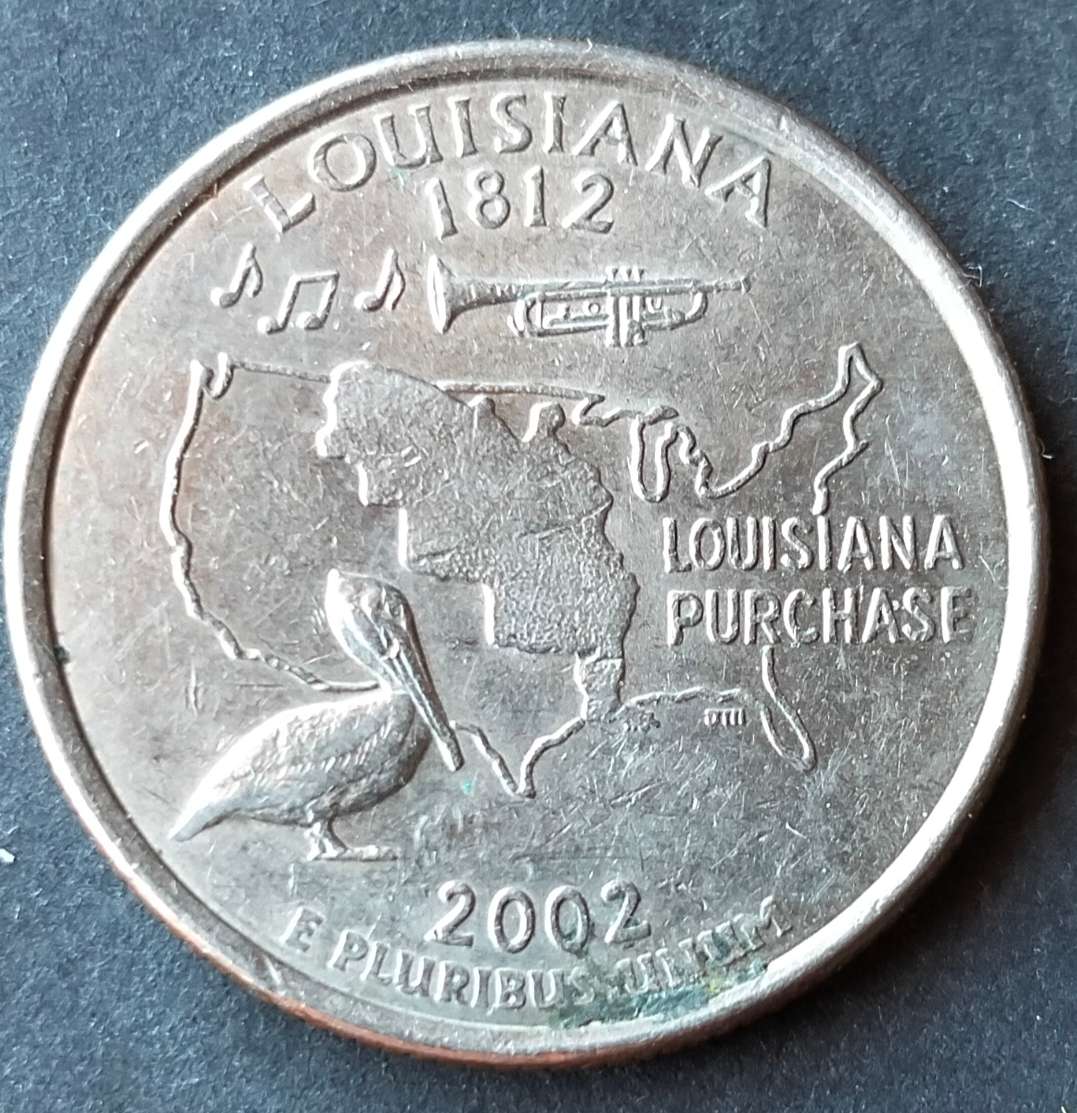 LOUISIANA
1812
LOUISIANA
PURCHASE
2002
E PLURIBUS UNUM